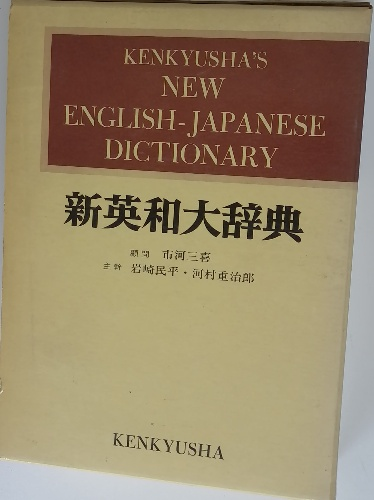 KENKYUSHA'S
NEW
ENGLISH-JAPANESE
DICTIONARY
新英和大辞典
顧問 市河三喜
主幹 岩崎民平・河村重治郎
KENKYUSHA